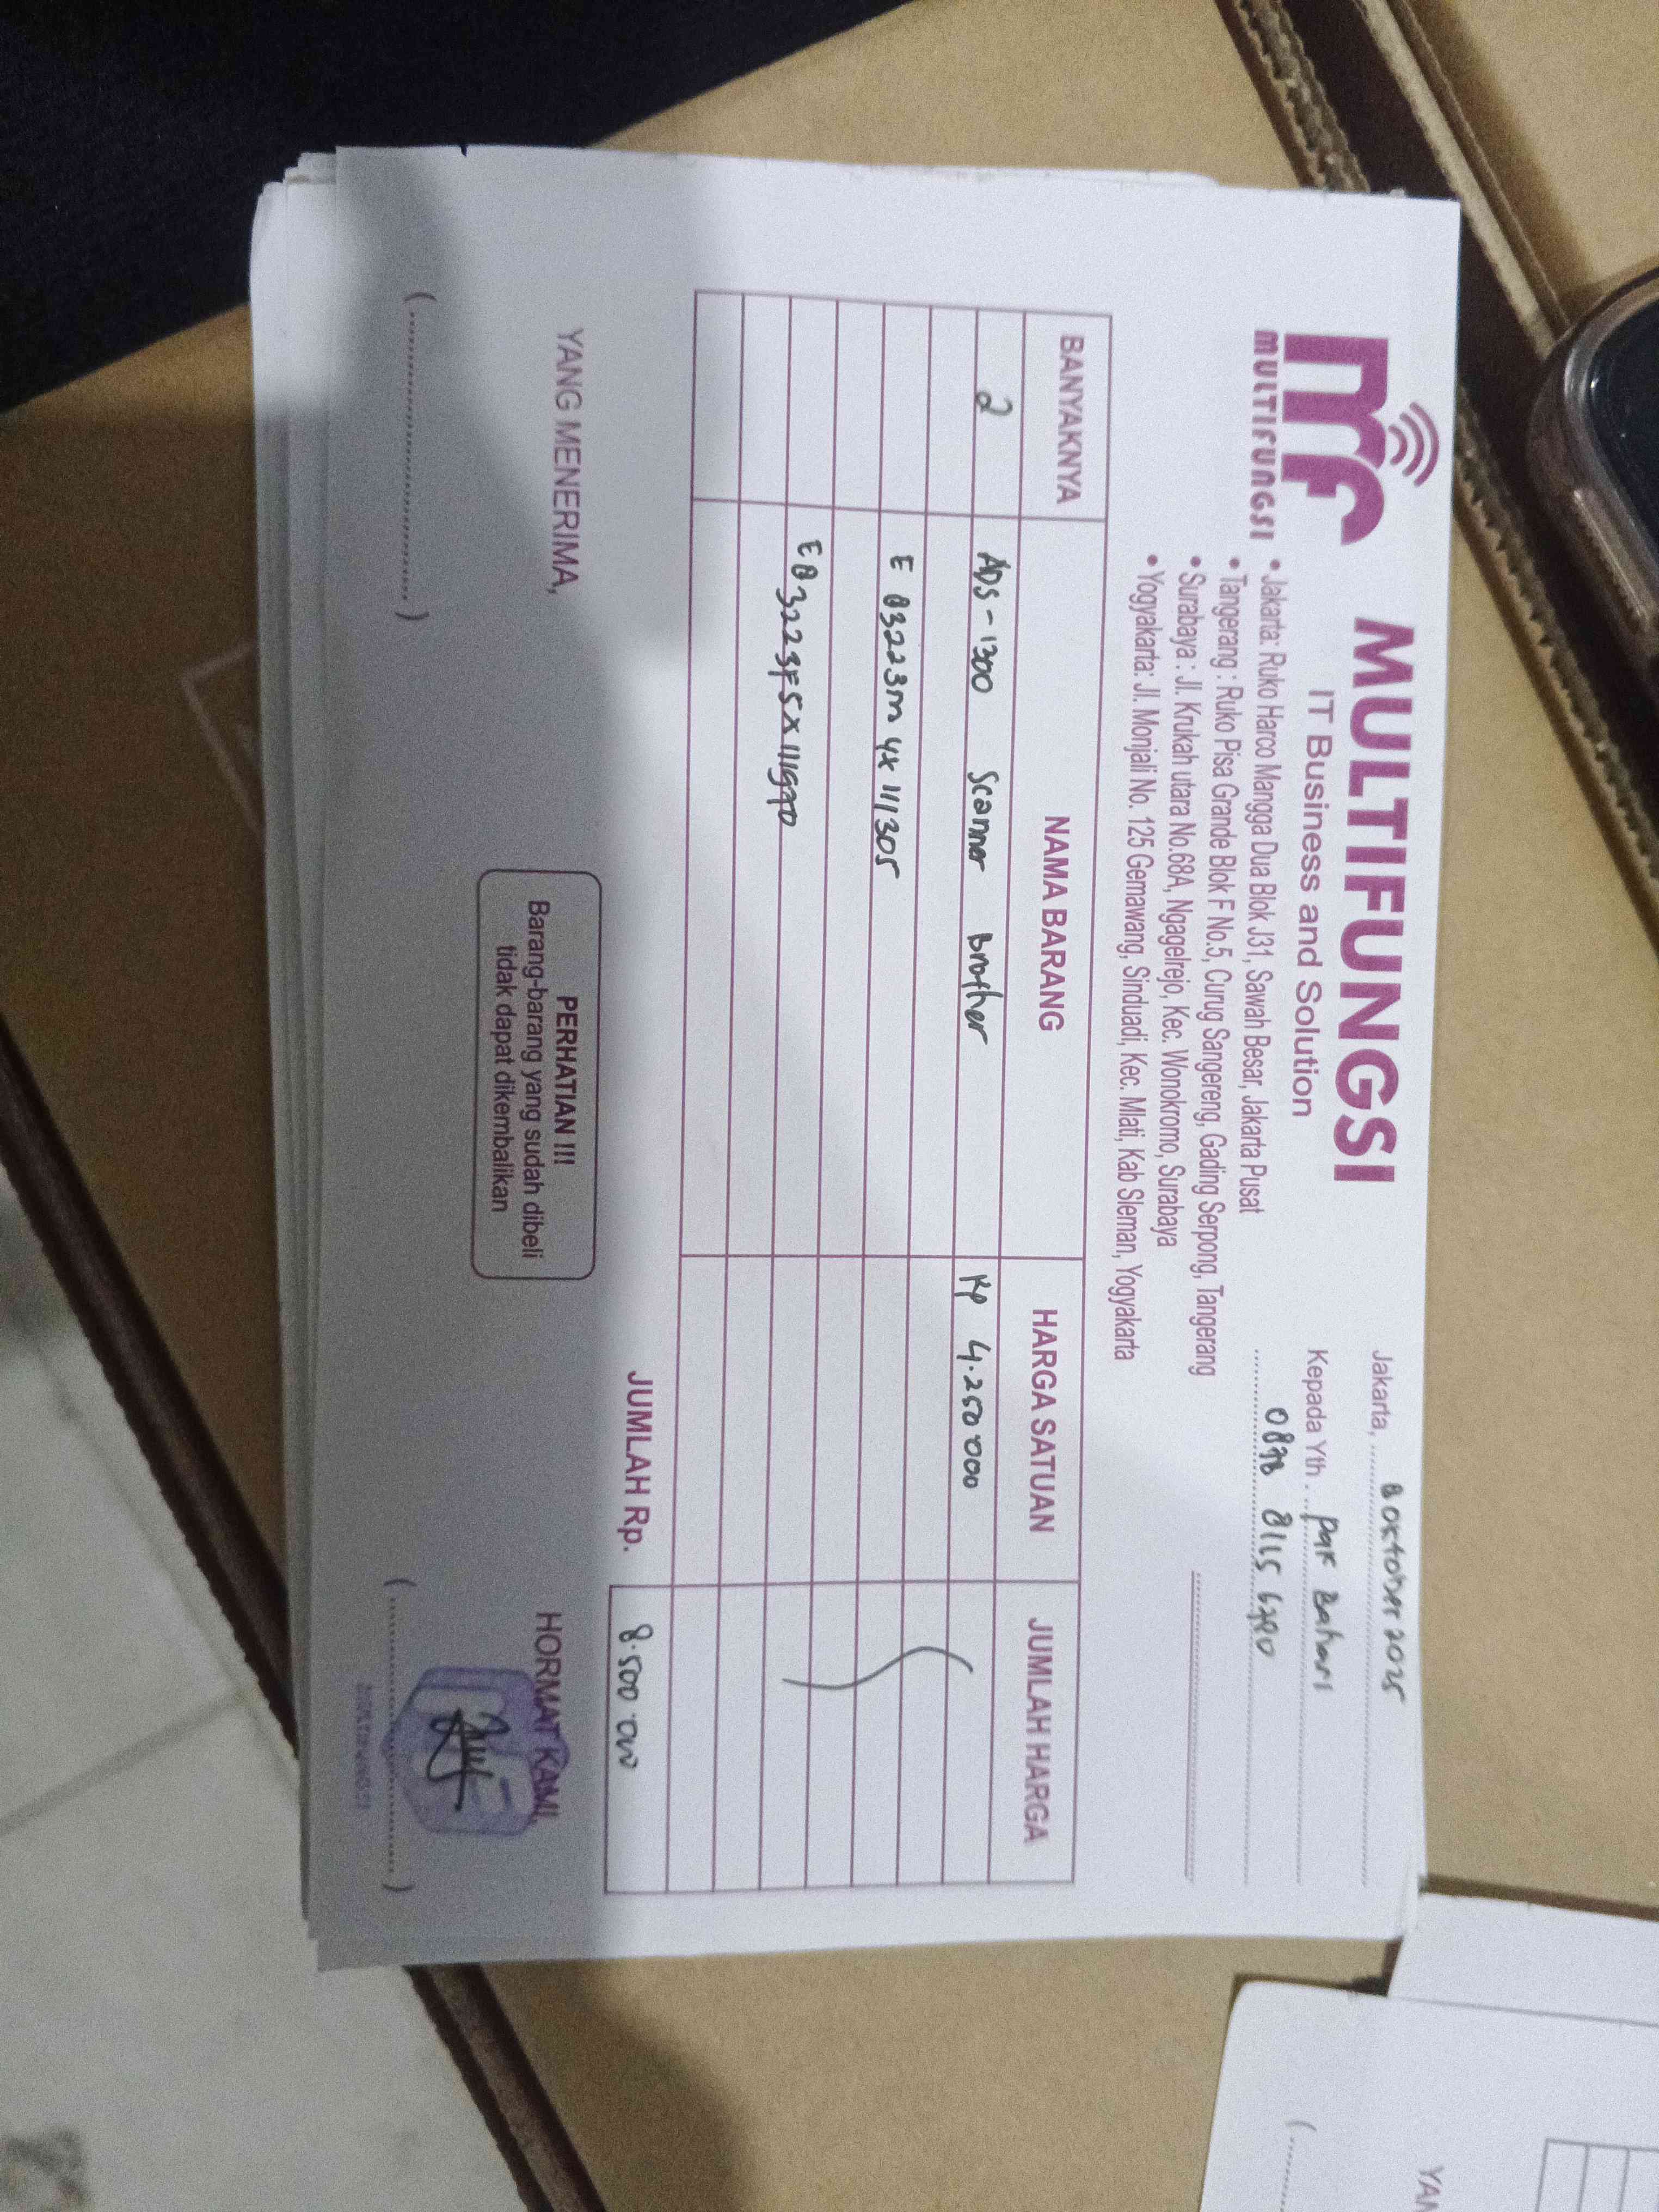 MULTIFUNGSI
MULTIFUNGSI
IT Business and Solution
• Jakarta: Ruko Harco Mangga Dua Blok J31, Sawah Besar, Jakarta Pusat
• Tangerang : Ruko Pisa Grande Blok F No.5, Curug Sangereng, Gading Serpong, Tangerang
• Surabaya : Jl. Krukah utara No.68A, Ngagelrejo, Kec. Wonokromo, Surabaya
• Yogyakarta: Jl. Monjali No. 125 Gemawang, Sinduadi, Kec. Mlati, Kab Sleman, Yogyakarta
Jakarta, 8 Oktober 2025
Kepada Yth. Pak Bahari
0898 8115
BANYAKNYA NAMA BARANG HARGA SATUAN JUMLAH HARGA
2 ADS-1300 Scanner brother Rp 4.250 000
JUMLAH Rp. 8.500 000
YANG MENERIMA,
PERHATIAN !!!
Barang-barang yang sudah dibeli
tidak dapat dikembalikan
HORMAT KAMI,
MULTIFUNGSI